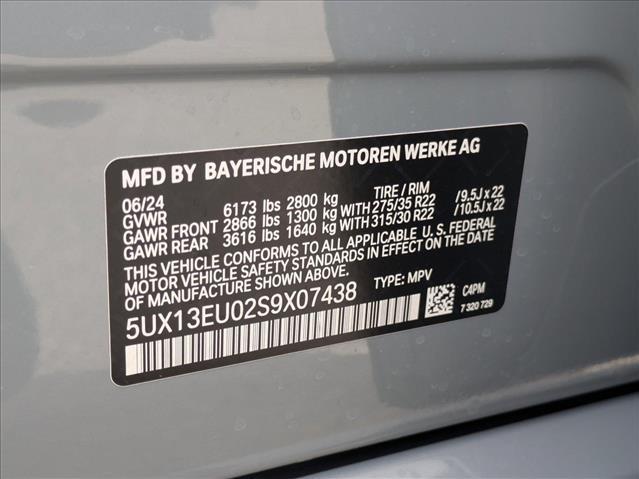 MFD BY BAYERISCHE MOTOREN WERKE AG
06/24 TIRE / RIM
GVWR 6173 lbs 2800 kg
GAWR FRONT 2866 lbs 1300 kg WITH 275/35 R22 /9.5J x 22
GAWR REAR 3616 lbs 1640 kg WITH 315/30 R22 /10.5J x 22
THIS VEHICLE CONFORMS TO ALL APPLICABLE U.S. FEDERAL
MOTOR VEHICLE SAFETY STANDARDS IN EFFECT ON THE DATE
OF MANUFACTURE SHOWN ABOVE.
5UX13EU02S9X07438 TYPE: MPV
C4PM
7 320 729